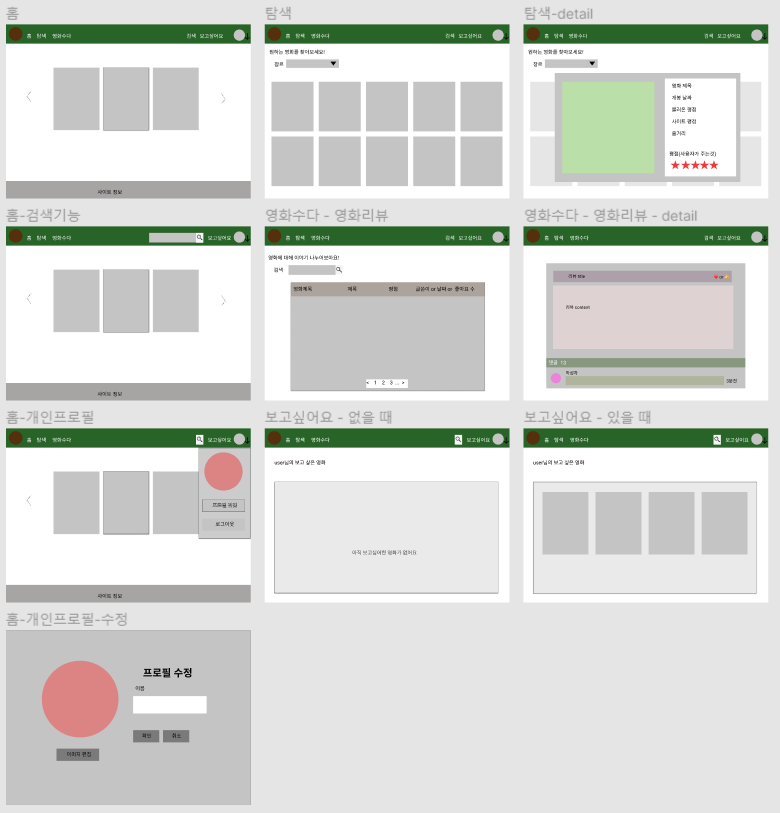 홈
탐색
탐색-detail
홈 탐색 영화수다 검색 보고싶어요
홈 탐색 영화수다 검색 보고싶어요
홈 탐색 영화수다 검색 보고싶어요
원하는 영화를 찾아보세요!
장르
원하는 영화를 찾아보세요!
장르
영화 제목
개봉 날짜
불러온 평점
사이트 평점
줄거리
평점(사용자가 주는것)
사이트 정보
홈-검색기능
영화수다 - 영화리뷰
영화수다 - 영화리뷰 - detail
홈 탐색 영화수다 보고싶어요
홈 탐색 영화수다 검색 보고싶어요
홈 탐색 영화수다 검색 보고싶어요
영화에 대해 이야기 나누어보아요!
검색
영화제목 제목 평점 글쓴이 or 날짜 or 좋아요 수
< 1 2 3 ... >
리뷰 title
or
리뷰 content
댓글 13
작성자
3분전
사이트 정보
홈-개인프로필
보고싶어요 - 없을 때
보고싶어요 - 있을 때
홈 탐색 영화수다 보고싶어요
홈 탐색 영화수다 보고싶어요
홈 탐색 영화수다 보고싶어요
user님의 보고 싶은 영화
user님의 보고 싶은 영화
로그아웃
아직 보고싶어한 영화가 없어요
사이트 정보
홈-개인프로필-수정
프로필 수정
이름
확인 취소
이미지 편집